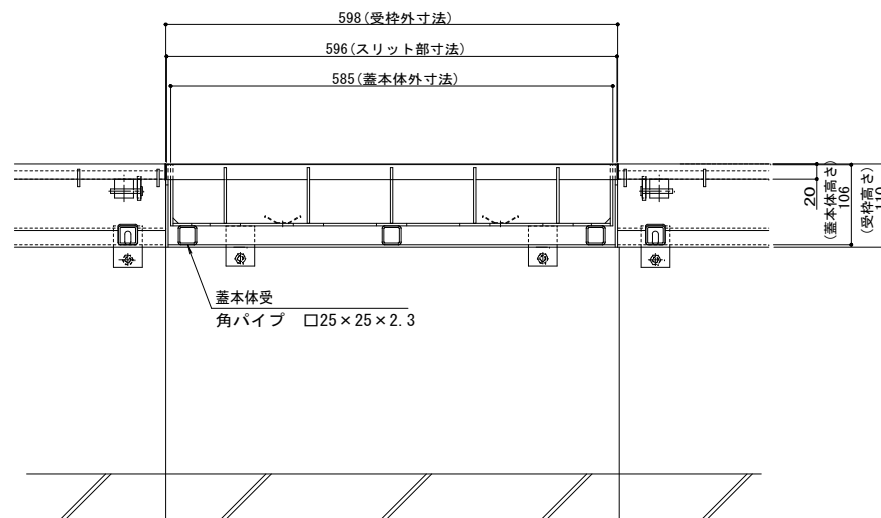 598(受枠外寸法)
596(スリット部寸法)
585(蓋本体外寸法)
20
(蓋本体高さ)
106
(受枠高さ)
110
蓋本体受
角パイプ　□25×25×2.3